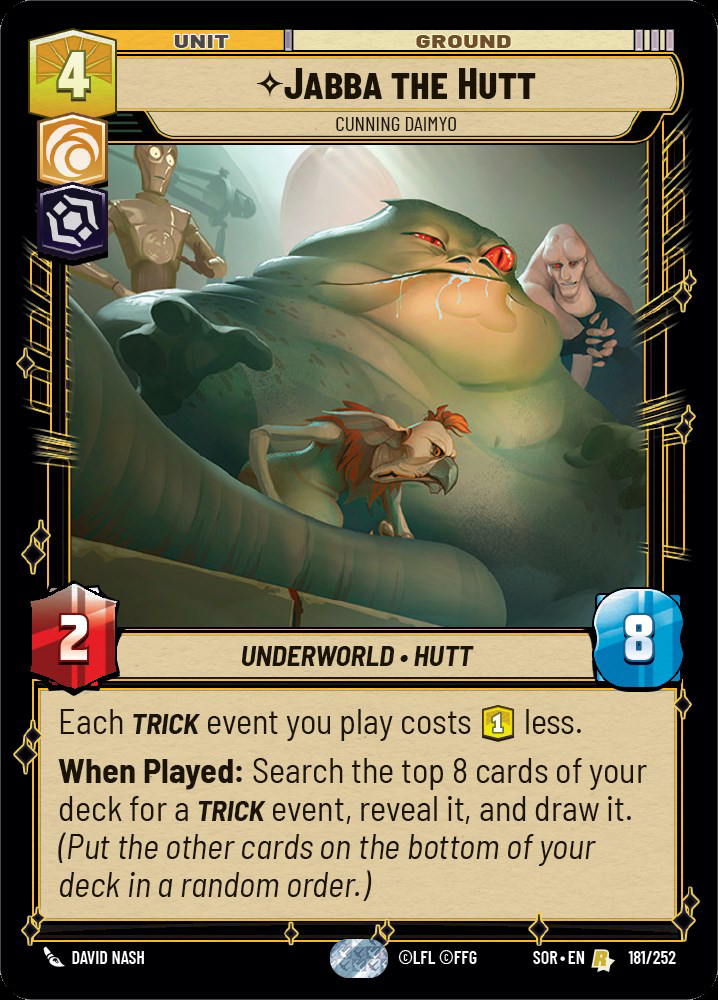 UNIT
GROUND
4
✧JABBA THE HUTT
CUNNING DAIMYO
2
UNDERWORLD • HUTT
8
Each TRICK event you play costs 1 less.
When Played: Search the top 8 cards of your
deck for a TRICK event, reveal it, and draw it.
(Put the other cards on the bottom of your
deck in a random order.)
DAVID NASH
©LFL ©FFG
SOR • EN R 181/252